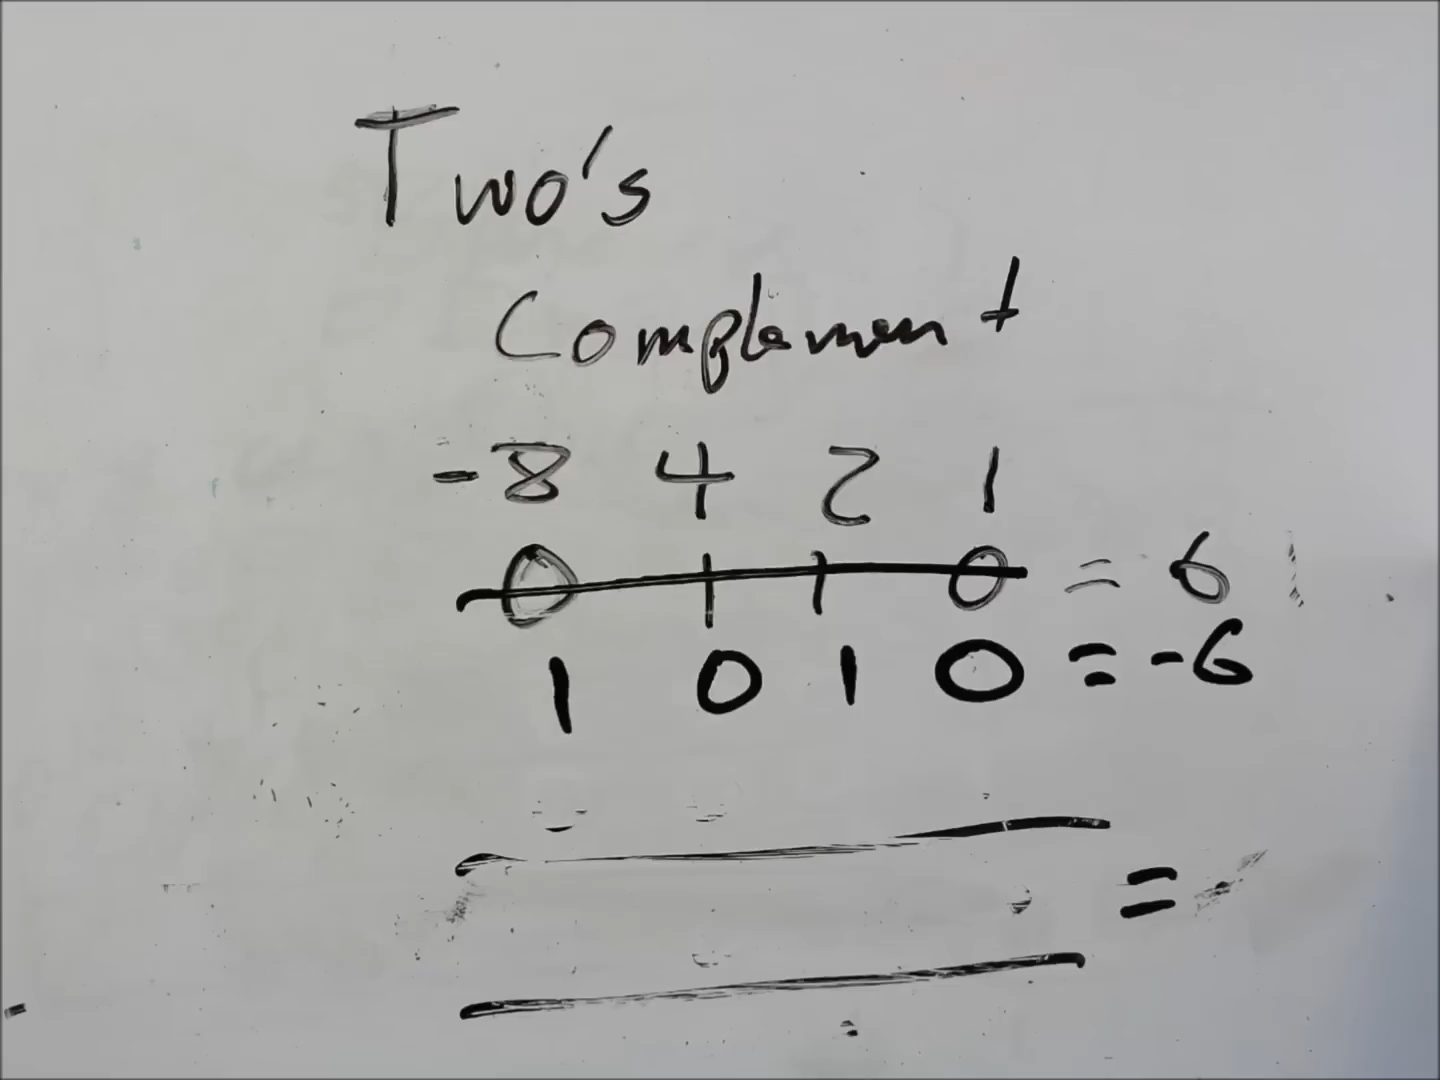 Two's
Complement
-8 4 2 1
0 1 1 0 = 6
1 0 1 0 = -6
=